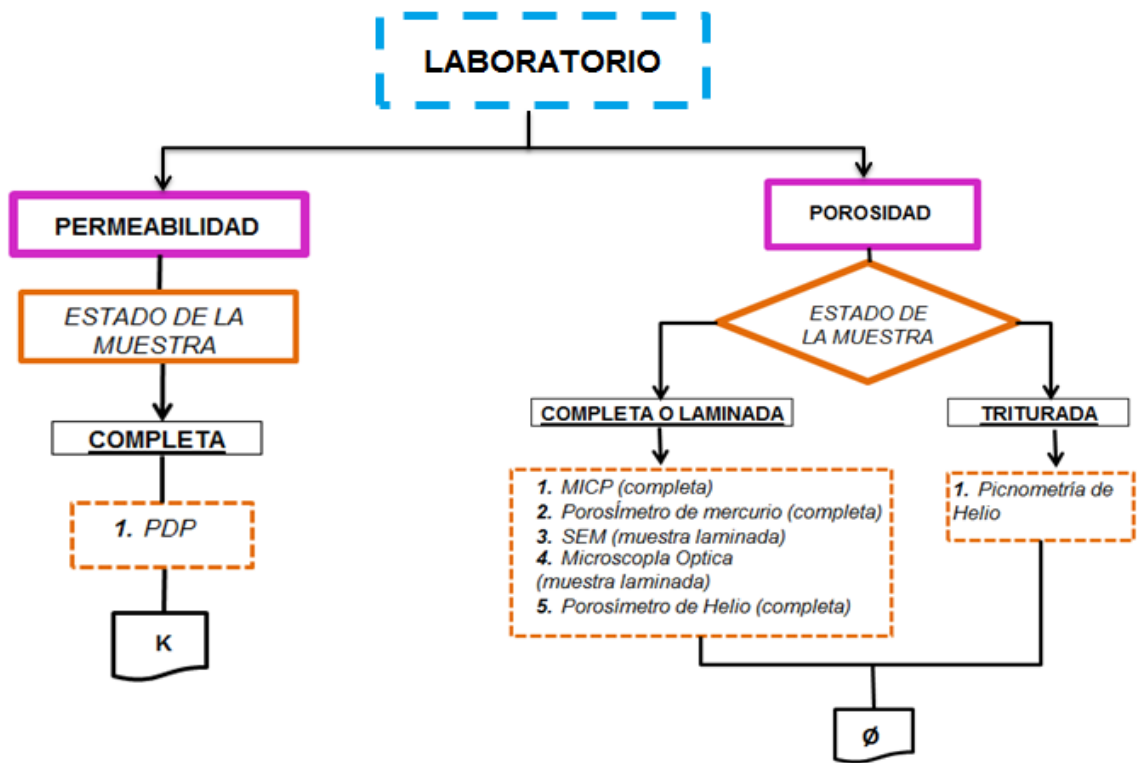 LABORATORIO
PERMEABILIDAD
ESTADO DE LA
MUESTRA
COMPLETA
1. PDP
K
POROSIDAD
ESTADO DE
LA MUESTRA
COMPLETA O LAMINADA
1. MICP (completa)
2. Porosímetro de mercurio (completa)
3. SEM (muestra laminada)
4. Microscopla Optica
(muestra laminada)
5. Porosímetro de Helio (completa)
TRITURADA
1. Picnometría de
Helio
Ø